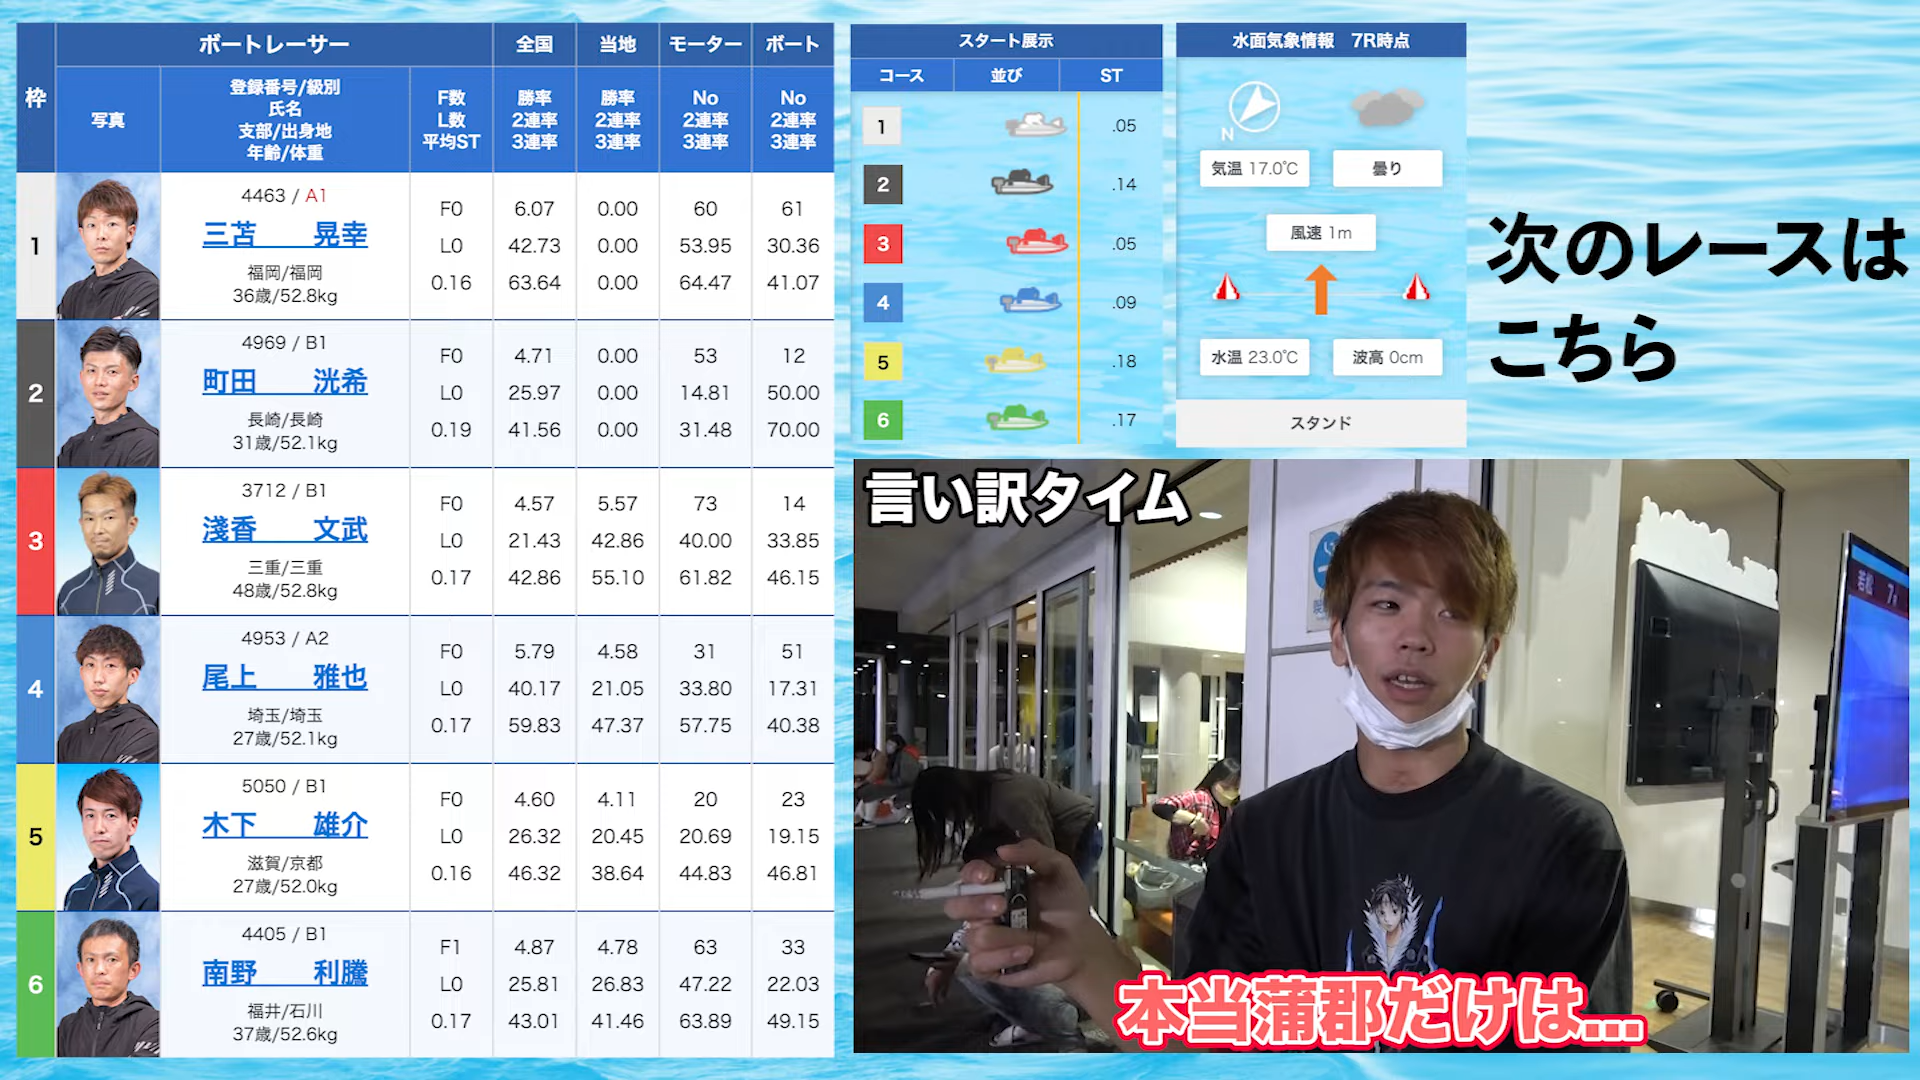 枠 ボートレーサー 全国 当地 モーター ボート
写真 登録番号/級別 氏名 支部/出身地 年齢/体重 F数 L数 平均ST 勝率 2連率 3連率 勝率 2連率 3連率 No 2連率 3連率 No 2連率 3連率
1
4463 / A1
三苫 晃幸
福岡/福岡
36歳/52.8kg
F0 6.07 0.00 60 61
L0 42.73 0.00 53.95 30.36
0.16 63.64 0.00 64.47 41.07
2
4969 / B1
町田 洸希
長崎/長崎
31歳/52.1kg
F0 4.71 0.00 53 12
L0 25.97 0.00 14.81 50.00
0.19 41.56 0.00 31.48 70.00
3
3712 / B1
淺香 文武
三重/三重
48歳/52.8kg
F0 4.57 5.57 73 14
L0 21.43 42.86 40.00 33.85
0.17 42.86 55.10 61.82 46.15
4
4953 / A2
尾上 雅也
埼玉/埼玉
27歳/52.1kg
F0 5.79 4.58 31 51
L0 40.17 21.05 33.80 17.31
0.17 59.83 47.37 57.75 40.38
5
5050 / B1
木下 雄介
滋賀/京都
27歳/52.0kg
F0 4.60 4.11 20 23
L0 26.32 20.45 20.69 19.15
0.16 46.32 38.64 44.83 46.81
6
4405 / B1
南野 利騰
福井/石川
37歳/52.6kg
F1 4.87 4.78 63 33
L0 25.81 26.83 47.22 22.03
0.17 43.01 41.46 63.89 49.15
スタート展示
コース 並び ST
1 .05
2 .14
3 .05
4 .09
5 .18
6 .17
水面気象情報 7R時点
N
気温 17.0℃ 曇り
風速 1m
水温 23.0℃ 波高 0cm
スタンド
次のレースは
こちら
言い訳タイム
本当蒲郡だけは...